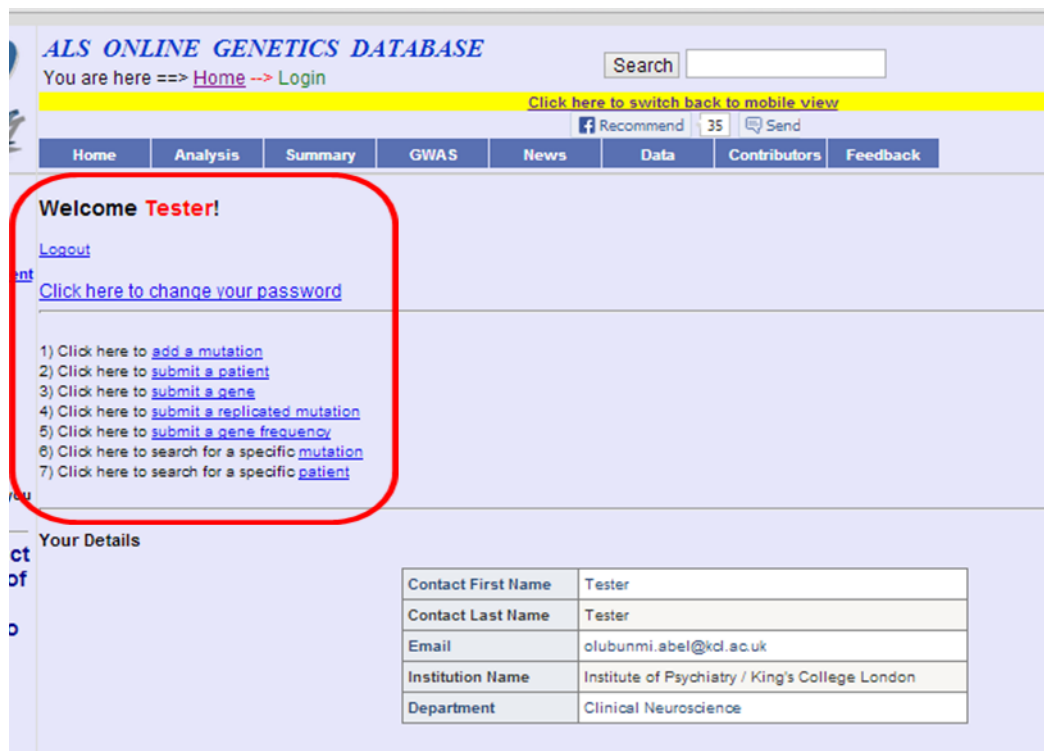 ALS ONLINE GENETICS DATABASE
Search
You are here ==> Home --> Login
Click here to switch back to mobile view
Recommend 35 Send
Home Analysis Summary GWAS News Data Contributors Feedback
Welcome Tester!
Logout
Click here to change your password
1) Click here to add a mutation
2) Click here to submit a patient
3) Click here to submit a gene
4) Click here to submit a replicated mutation
5) Click here to submit a gene frequency
6) Click here to search for a specific mutation
7) Click here to search for a specific patient
Your Details
of
Contact First Name Tester
Contact Last Name Tester
Email olubunmi.abel@kcl.ac.uk
Institution Name Institute of Psychiatry / King's College London
Department Clinical Neuroscience